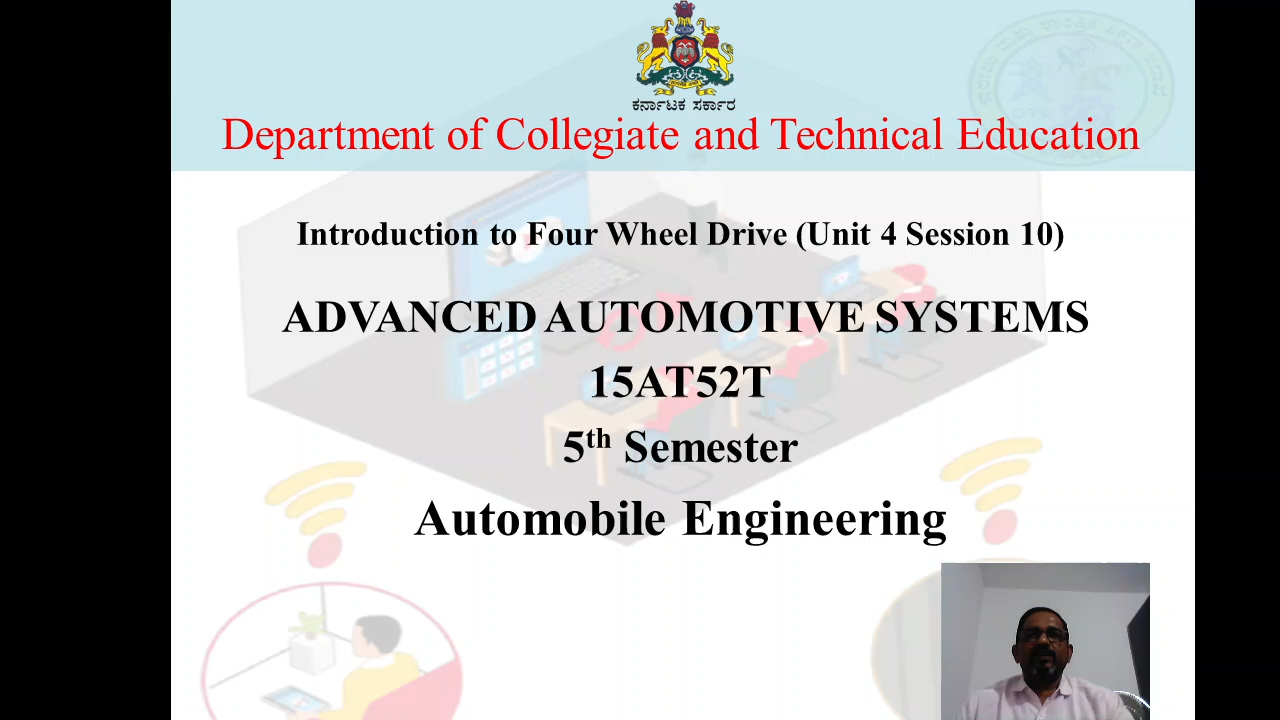 ಕರ್ನಾಟಕ ಸರ್ಕಾರ
Department of Collegiate and Technical Education
Introduction to Four Wheel Drive (Unit 4 Session 10)
ADVANCED AUTOMOTIVE SYSTEMS
15AT52T
5th Semester
Automobile Engineering